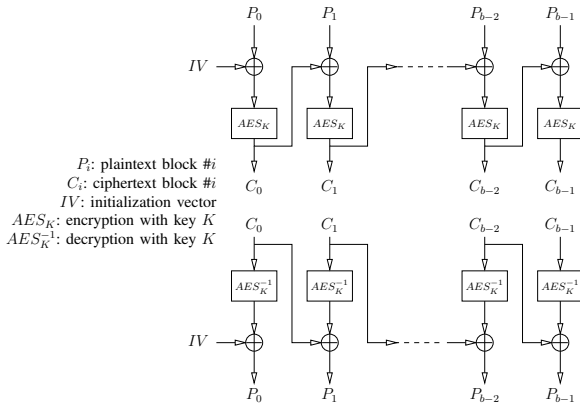 P_0 P_1 P_{b−2} P_{b−1}
IV
AES_K AES_K AES_K AES_K
P_i: plaintext block #i
C_i: ciphertext block #i
IV: initialization vector
AES_K: encryption with key K
AES_K^{−1}: decryption with key K
C_0 C_1 C_{b−2} C_{b−1}
C_0 C_1 C_{b−2} C_{b−1}
AES_K^{−1} AES_K^{−1} AES_K^{−1} AES_K^{−1}
IV
P_0 P_1 P_{b−2} P_{b−1}